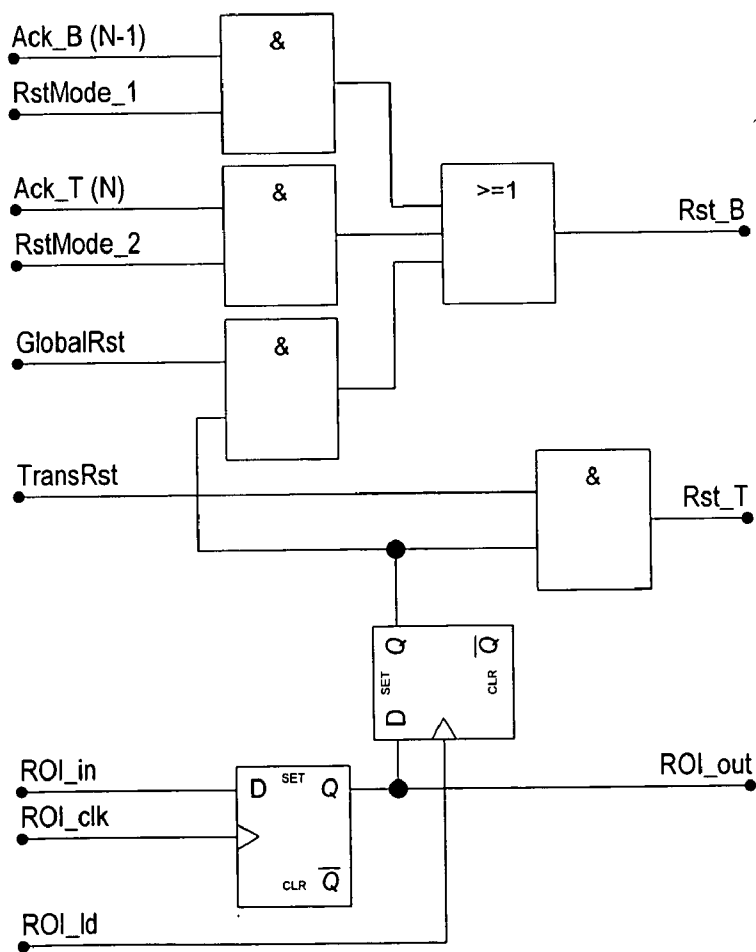 Ack_B (N-1)
&
RstMode_1
Ack_T (N)
&
>=1
Rst_B
RstMode_2
GlobalRst
&
TransRst
&
Rst_T
Q
Q
SET
CLR
D
ROI_in
D
SET
Q
ROI_out
ROI_clk
CLR
Q
ROI_ld